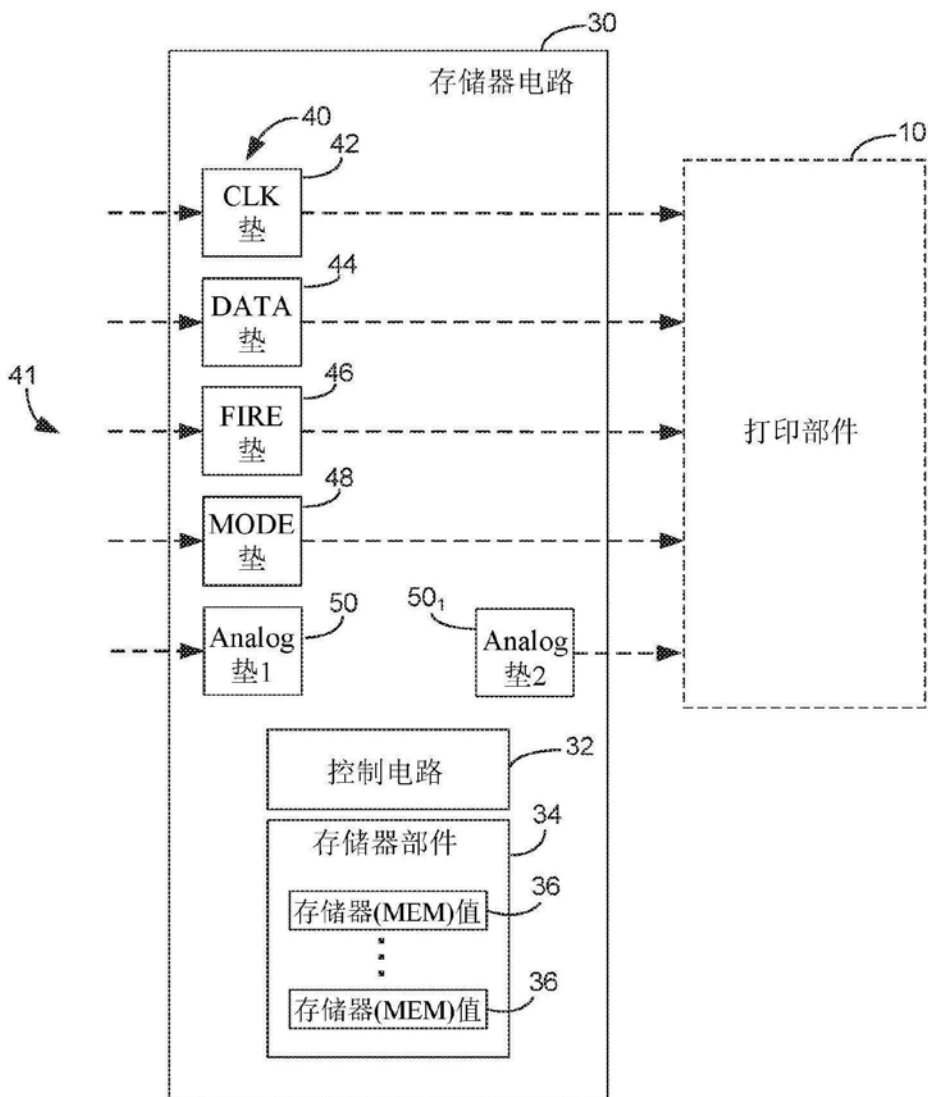 30
存储器电路
40
42
CLK
垫
10
44
DATA
垫
41
46
FIRE
垫
打印部件
48
MODE
垫
50
Analog
垫1
50₁
Analog
垫2
32
控制电路
34
存储器部件
存储器(MEM)值
36
存储器(MEM)值
36